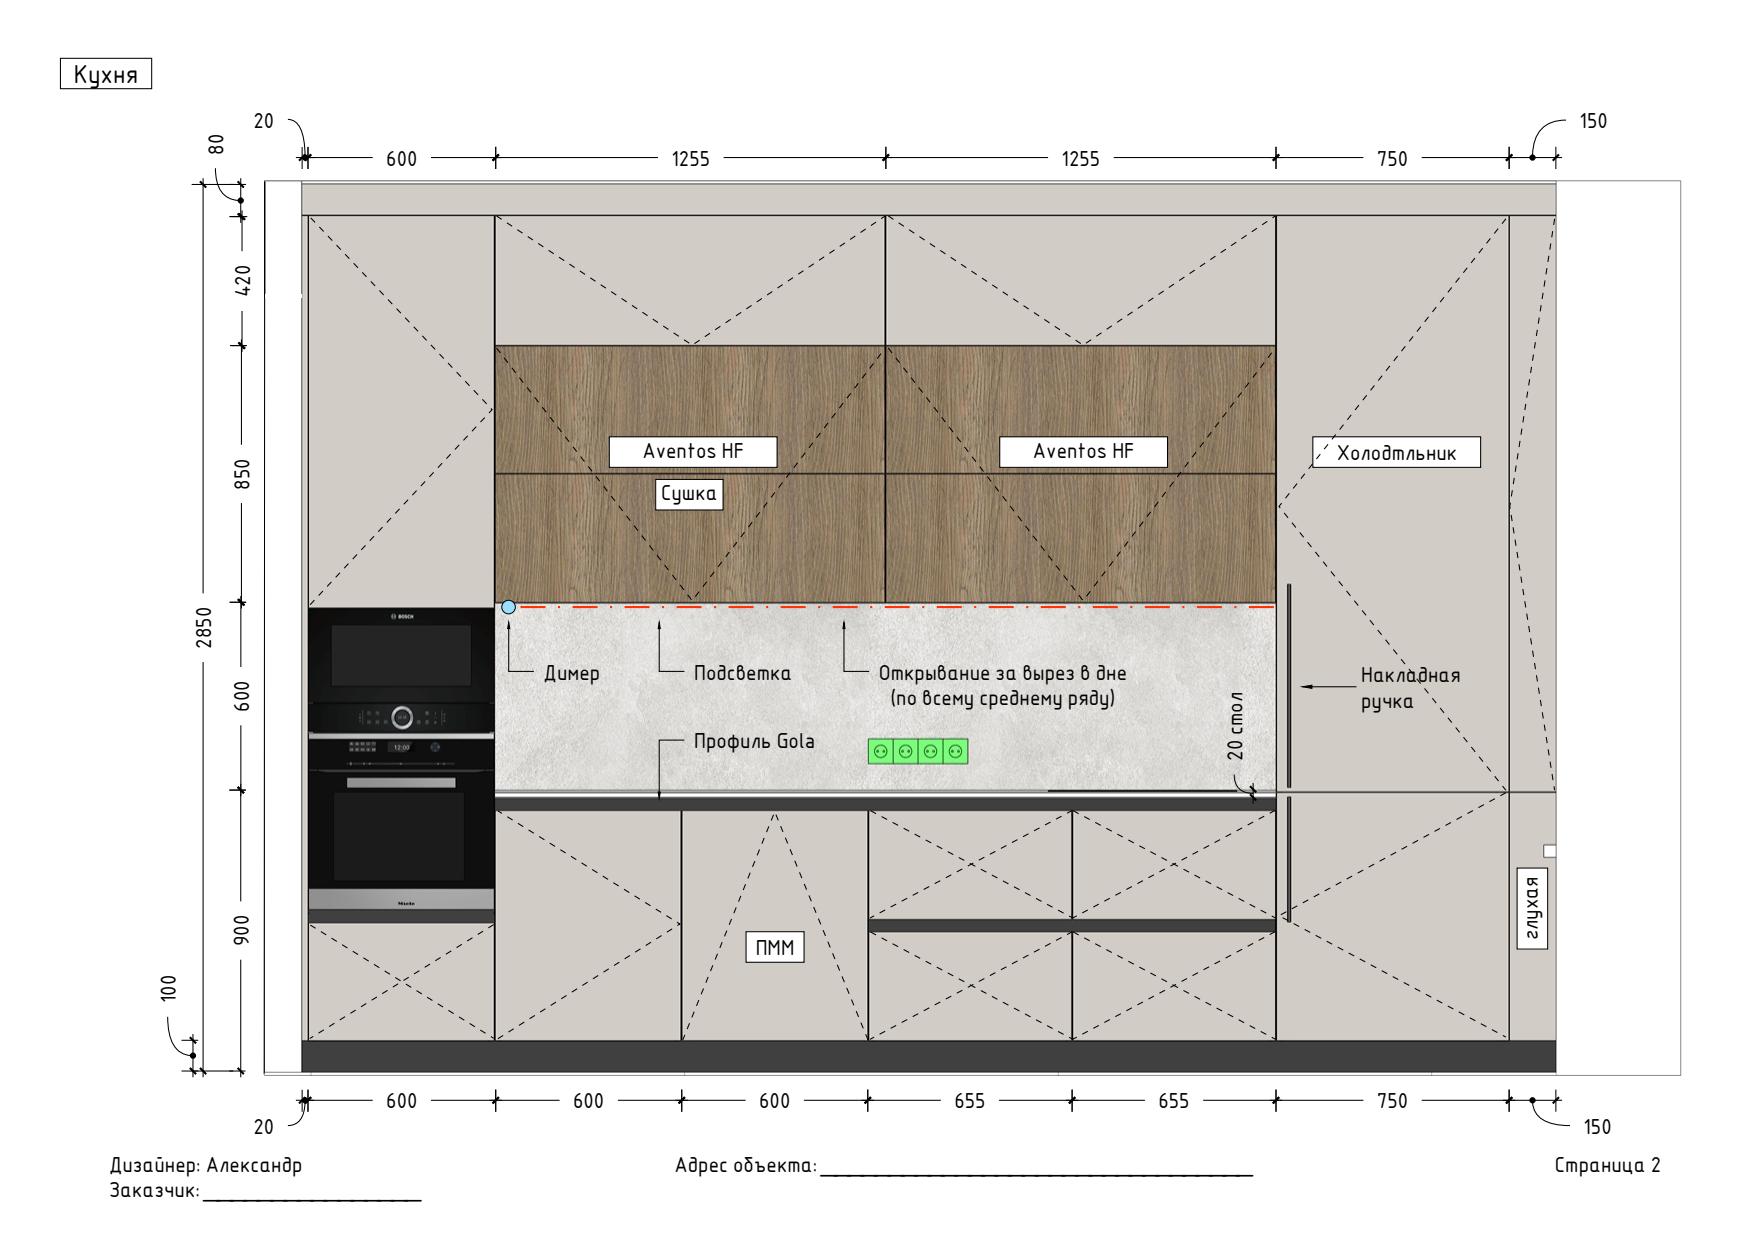 Кухня
20
150
80
600
1255
1255
750
420
850
2850
600
900
100
Aventos HF
Aventos HF
Холодтльник
Сушка
BOSCH
Димер
Подсветка
Открывание за вырез в дне
(по всему среднему ряду)
Накладная
ручка
20 стол
Профиль Gola
12:00
Miele
ПММ
глухая
600
600
600
655
655
750
20
150
Дизайнер: Александр
Адрес объекта:
Страница 2
Заказчик: